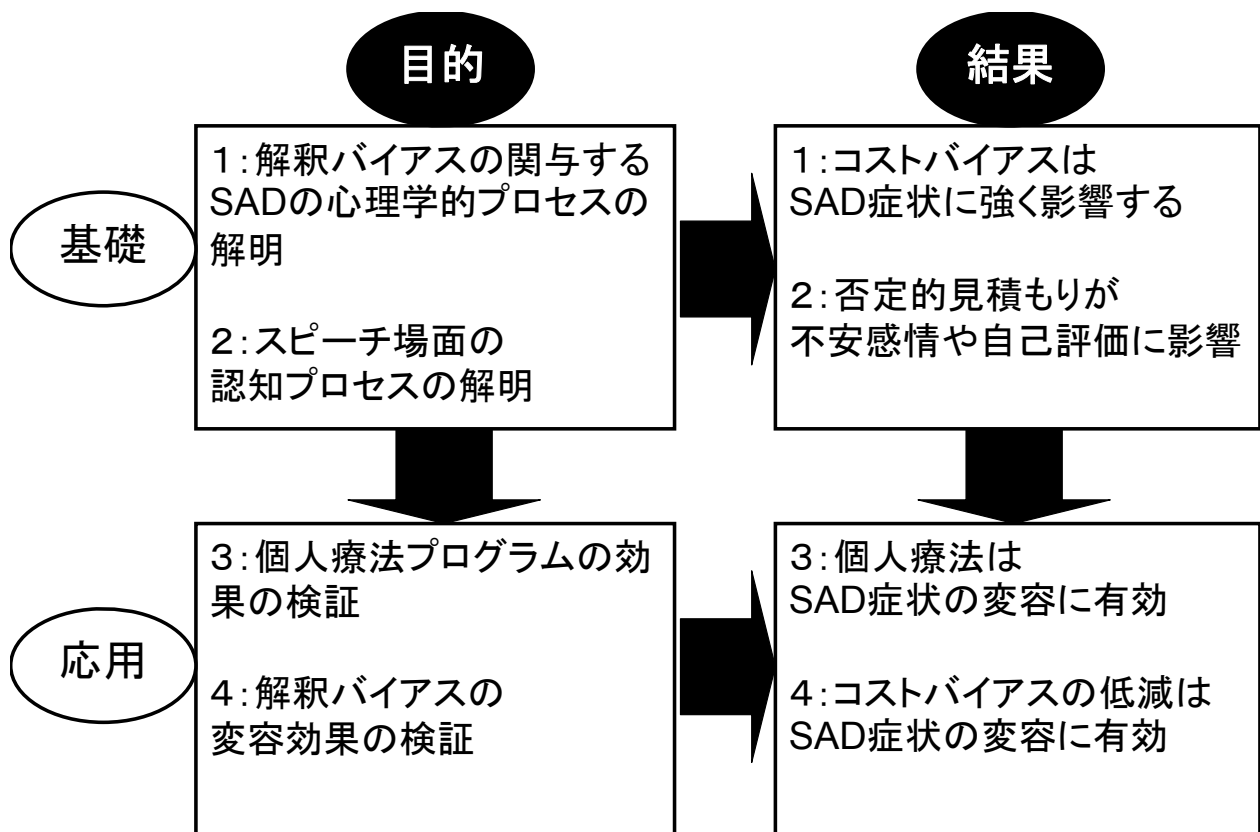 目的
結果
基礎
1:解釈バイアスの関与する
SADの心理学的プロセスの
解明
2:スピーチ場面の
認知プロセスの解明
1:コストバイアスは
SAD症状に強く影響する
2:否定的見積もりが
不安感情や自己評価に影響
応用
3:個人療法プログラムの効
果の検証
4:解釈バイアスの
変容効果の検証
3:個人療法は
SAD症状の変容に有効
4:コストバイアスの低減は
SAD症状の変容に有効